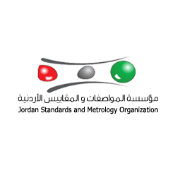 مؤسسة المواصفات و المقاييس الأردنية
Jordan Standards and Metrology Organization